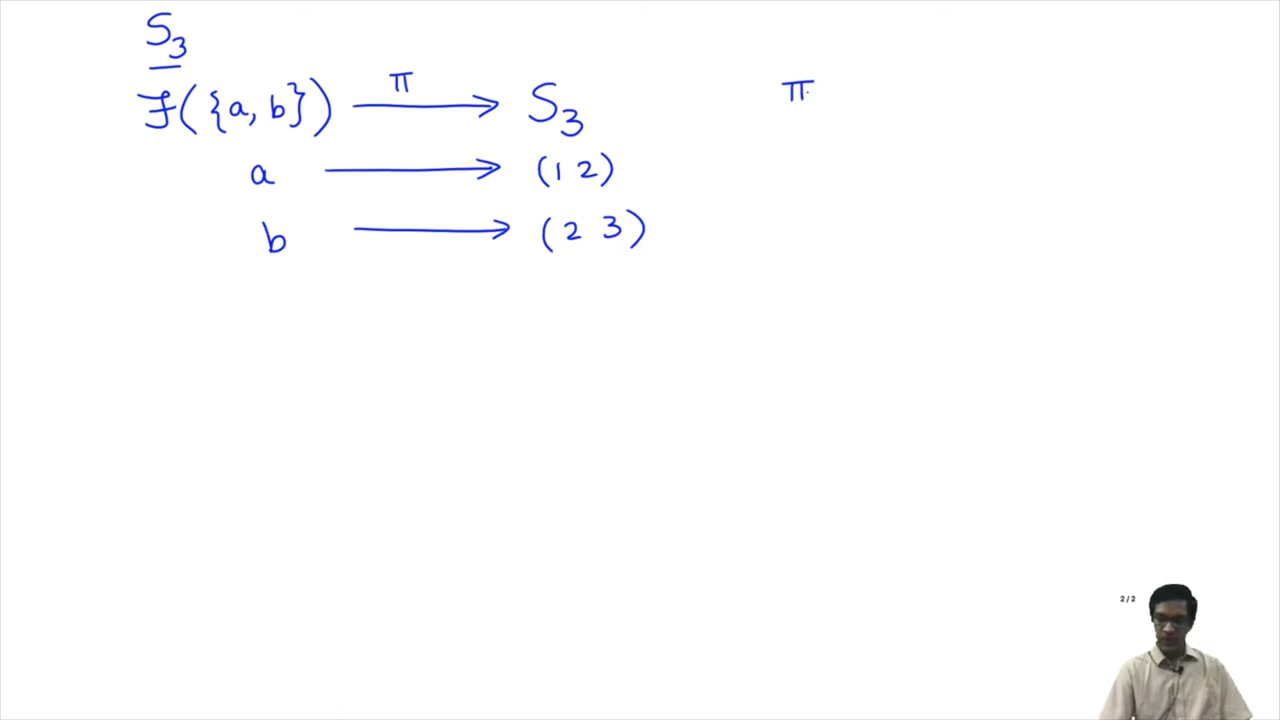 S₃
F({a, b}) π → S₃ π
a → (1 2)
b → (2 3)
2 / 2